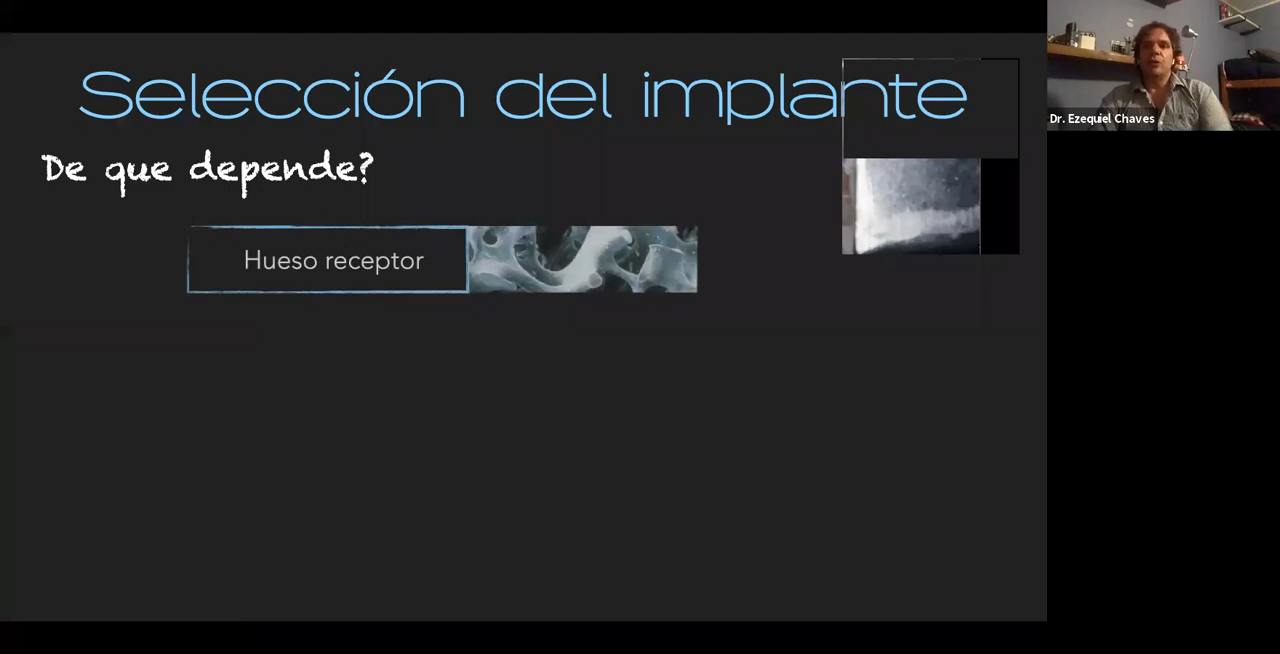 Selección del implante
De que depende?
Hueso receptor
Dr. Ezequiel Chaves